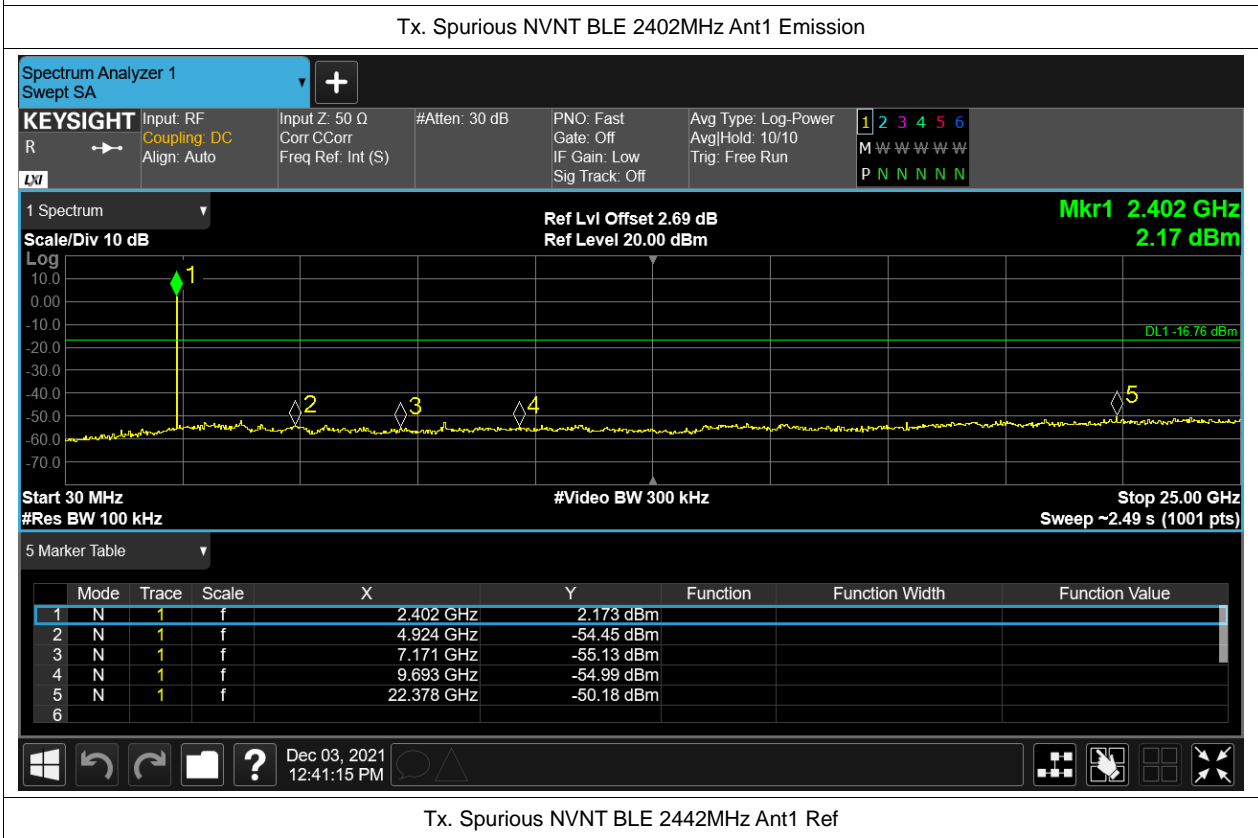 Tx. Spurious NVNT BLE 2402MHz Ant1 Emission
Spectrum Analyzer 1
Swept SA
KEYSIGHT
R
LXI
Input: RF
Coupling: DC
Align: Auto
Input Z: 50 Ω
Corr CCorr
Freq Ref: Int (S)
#Atten: 30 dB
PNO: Fast
Gate: Off
IF Gain: Low
Sig Track: Off
Avg Type: Log-Power
Avg|Hold: 10/10
Trig: Free Run
1 2 3 4 5 6
M W W W W W
P N N N N N
1 Spectrum
Scale/Div 10 dB
Ref Lvl Offset 2.69 dB
Ref Level 20.00 dBm
Mkr1 2.402 GHz
2.17 dBm
Log
10.0
0.00
-10.0
-20.0
-30.0
-40.0
-50.0
-60.0
-70.0
1
2
3
4
5
DL1 -16.76 dBm
Start 30 MHz
#Res BW 100 kHz
#Video BW 300 kHz
Stop 25.00 GHz
Sweep ~2.49 s (1001 pts)
5 Marker Table
Mode Trace Scale X Y Function Function Width Function Value
1 N 1 f 2.402 GHz 2.173 dBm
2 N 1 f 4.924 GHz -54.45 dBm
3 N 1 f 7.171 GHz -55.13 dBm
4 N 1 f 9.693 GHz -54.99 dBm
5 N 1 f 22.378 GHz -50.18 dBm
6
?
Dec 03, 2021
12:41:15 PM
Tx. Spurious NVNT BLE 2442MHz Ant1 Ref